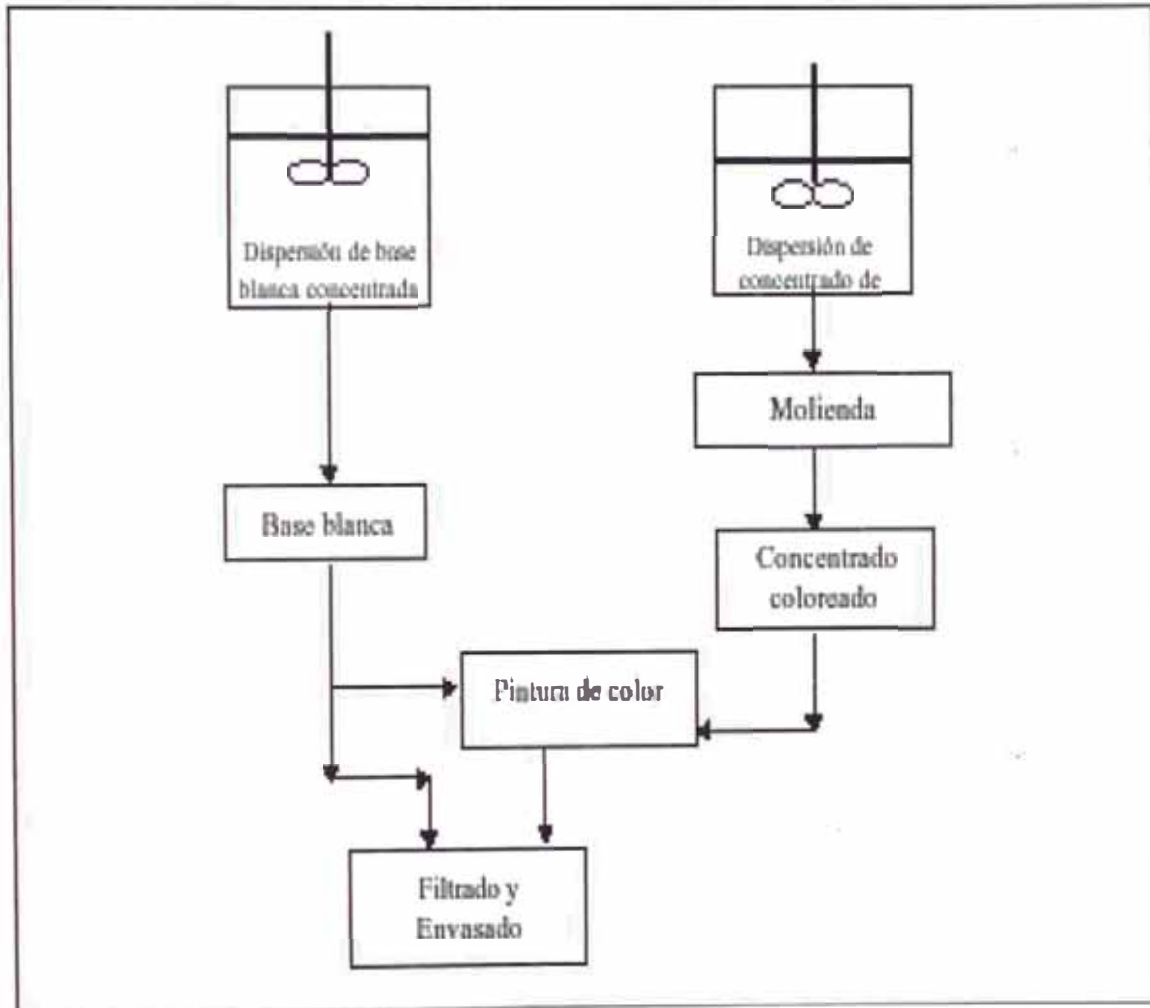 Dispersión de base
blanca concentrada
Dispersión de
concentrado de
Molienda
Base blanca
Concentrado
coloreado
Pintura de color
Filtrado y
Envasado